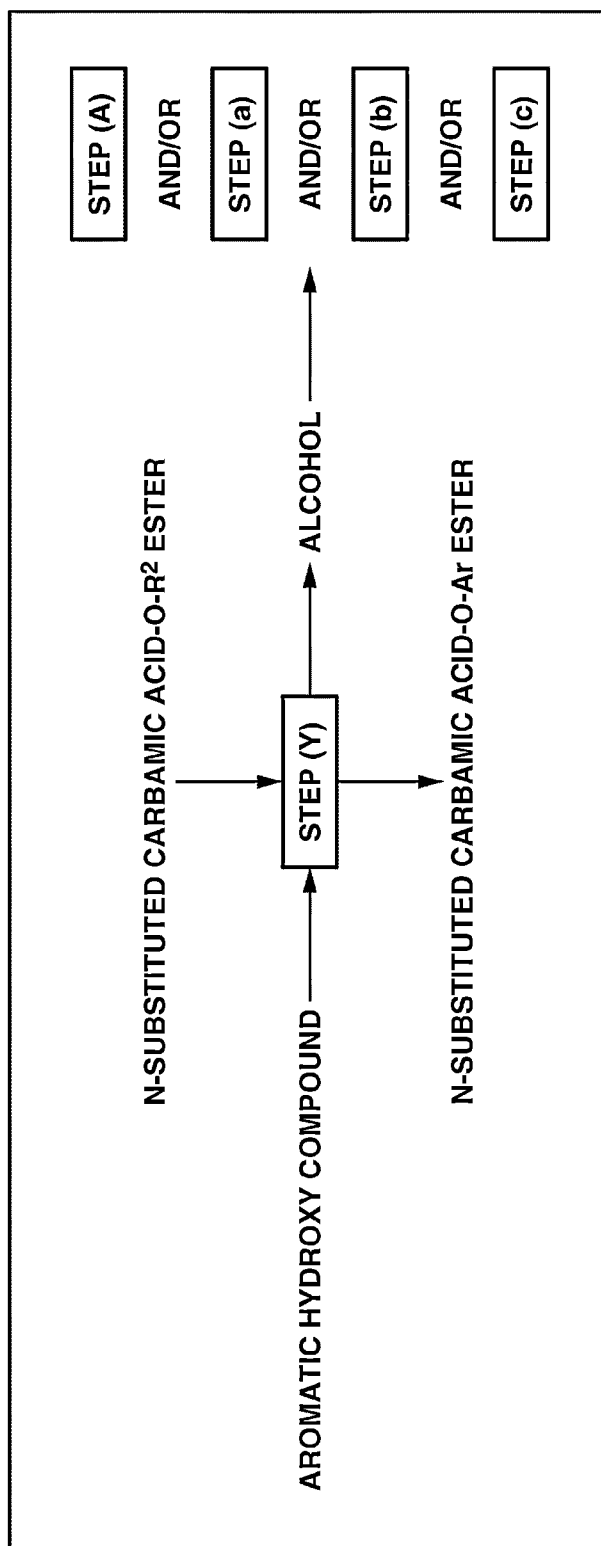 N-SUBSTITUTED CARBAMIC ACID-O-R² ESTER
AROMATIC HYDROXY COMPOUND
STEP (Y)
ALCOHOL
N-SUBSTITUTED CARBAMIC ACID-O-Ar ESTER
STEP (A)
AND/OR
STEP (a)
AND/OR
STEP (b)
AND/OR
STEP (c)